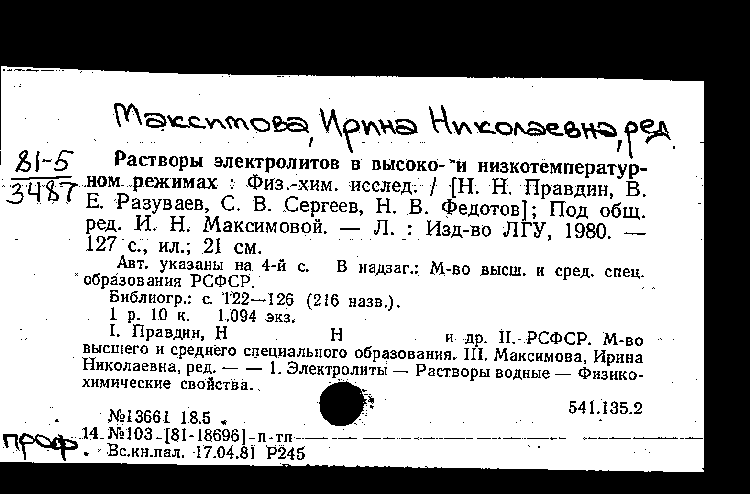 Максимова, Ирина Николаевна, ред
81-5
3487
Растворы электролитов в высоко- и низкотемператур-
ном режимах : Физ.-хим. исслед. / [Н. Н. Правдин, В.
Е. Разуваев, С. В. Сергеев, Н. В. Федотов]; Под общ.
ред. И. Н. Максимовой. — Л. : Изд-во ЛГУ, 1980. —
127 с., ил.; 21 см.
Авт. указаны на 4-й с. В надзаг.: М-во высш. и сред. спец.
образования РСФСР.
Библиогр.: с. 122—126 (216 назв.).
1 р. 10 к. 1.094 экз.
I. Правдин, Н Н и др. II. РСФСР. М-во
высшего и среднего специального образования. III. Максимова, Ирина
Николаевна, ред. — — 1. Электролиты — Растворы водные — Физико-
химические свойства.
541.135.2
№13661 18.5
проф.
14 №103 [81-18696] п-тп
Вс.кн.пал. 17.04.81 Р245